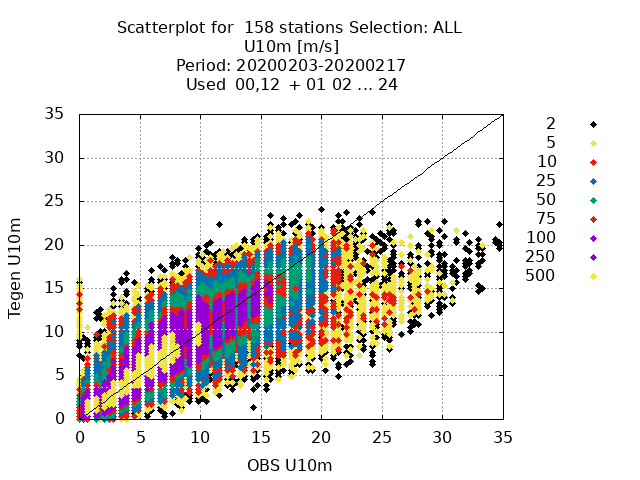 Scatterplot for  158 stations Selection: ALL
U10m [m/s]
Period: 20200203-20200217
Used  00,12  + 01 02 ... 24
35
30
25
20
15
10
5
0
0 5 10 15 20 25 30 35
Tegen U10m
OBS U10m
2
5
10
25
50
75
100
250
500